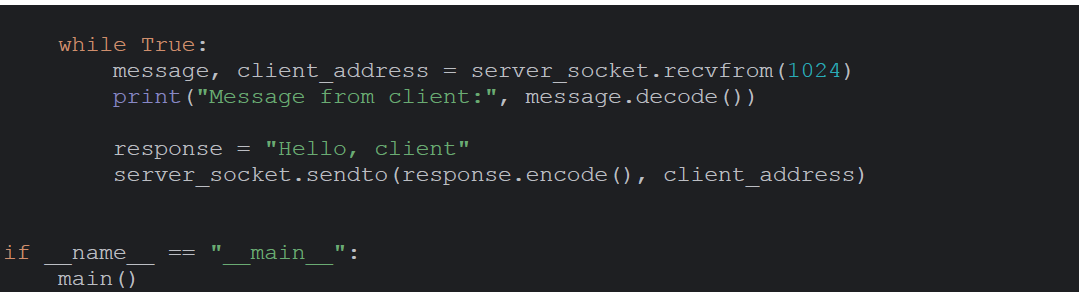 while True:
message, client_address = server_socket.recvfrom(1024)
print("Message from client:", message.decode())
response = "Hello, client"
server_socket.sendto(response.encode(), client_address)
if __name__ == "__main__":
main()